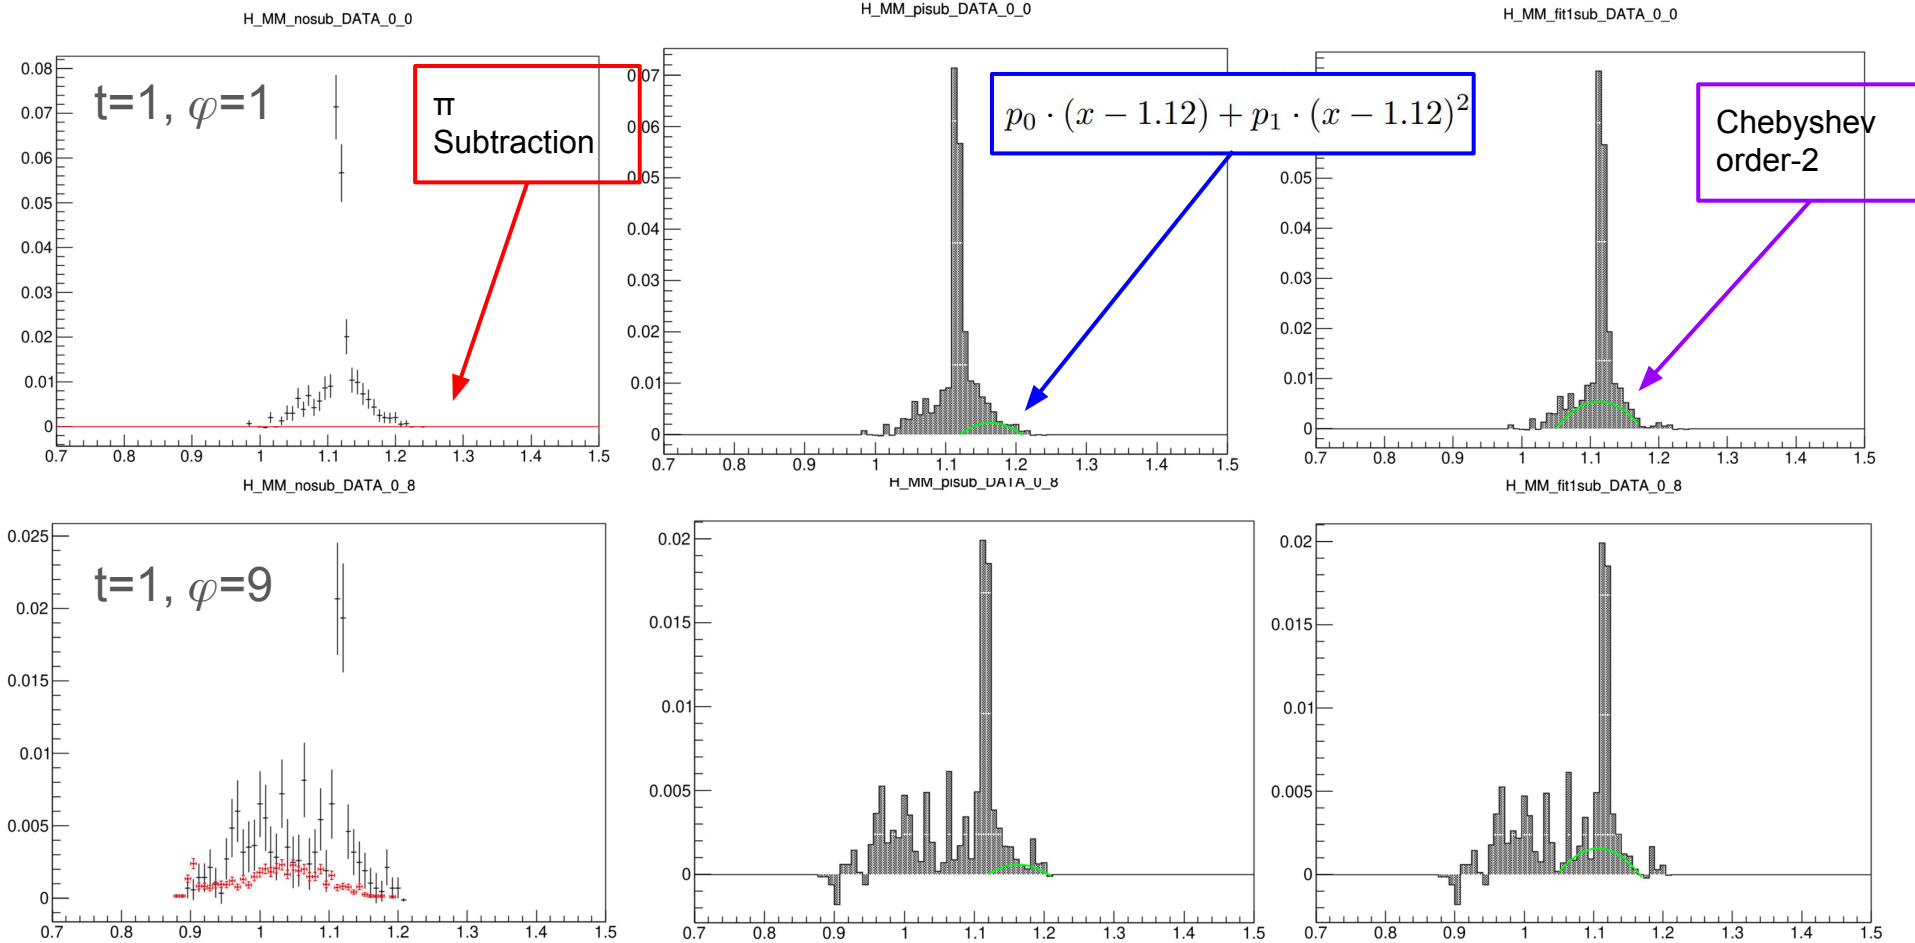 H_MM_nosub_DATA_0_0
H_MM_pisub_DATA_0_0
H_MM_fit1sub_DATA_0_0
t=1, φ=1
π
Subtraction
p₀ · (x − 1.12) + p₁ · (x − 1.12)²
Chebyshev
order-2
0.08
0.07
0.06
0.05
0.04
0.03
0.02
0.01
0
0.7 0.8 0.9 1 1.1 1.2 1.3 1.4 1.5
0.07
0.06
0.05
0.04
0.03
0.02
0.01
0
0.7 0.8 0.9 1 1.1 1.2 1.3 1.4 1.5
0.05
0.04
0.03
0.02
0.01
0
0.7 0.8 0.9 1 1.1 1.2 1.3 1.4 1.5
H_MM_nosub_DATA_0_8
H_MM_pisub_DATA_0_8
H_MM_fit1sub_DATA_0_8
t=1, φ=9
0.025
0.02
0.015
0.01
0.005
0
0.7 0.8 0.9 1 1.1 1.2 1.3 1.4 1.5
0.02
0.015
0.01
0.005
0
0.7 0.8 0.9 1 1.1 1.2 1.3 1.4 1.5
0.02
0.015
0.01
0.005
0
0.7 0.8 0.9 1 1.1 1.2 1.3 1.4 1.5